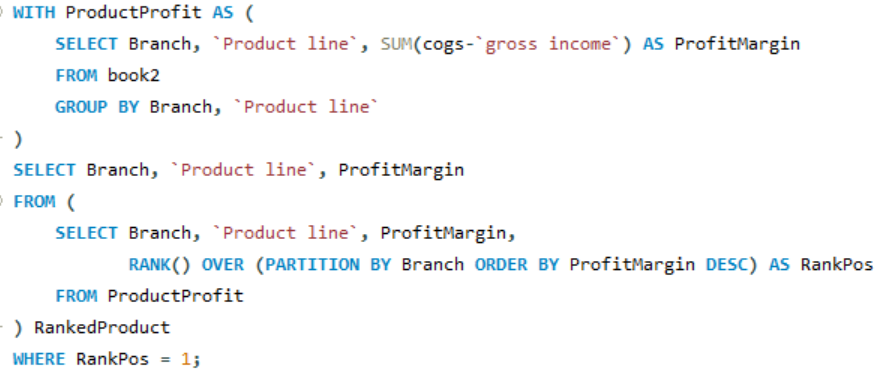 WITH ProductProfit AS (
    SELECT Branch, `Product line`, SUM(cogs-`gross income`) AS ProfitMargin
    FROM book2
    GROUP BY Branch, `Product line`
)
SELECT Branch, `Product line`, ProfitMargin
FROM (
    SELECT Branch, `Product line`, ProfitMargin,
           RANK() OVER (PARTITION BY Branch ORDER BY ProfitMargin DESC) AS RankPos
    FROM ProductProfit
) RankedProduct
WHERE RankPos = 1;